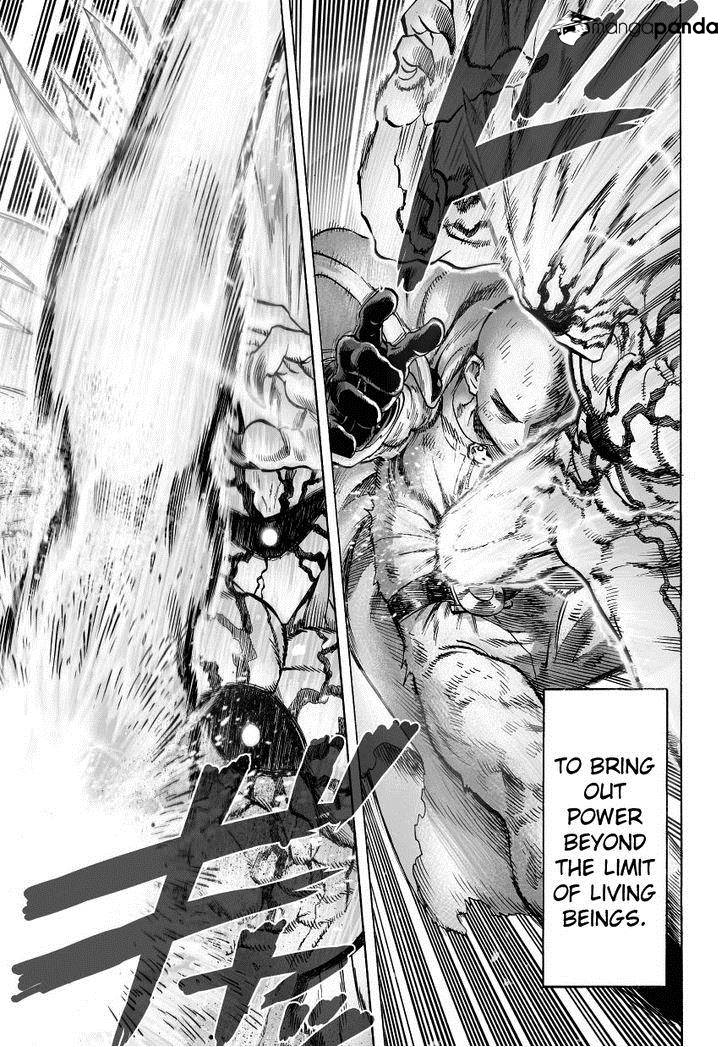 mangapanda
TO BRING
OUT
POWER
BEYOND
THE LIMIT
OF LIVING
BEINGS.